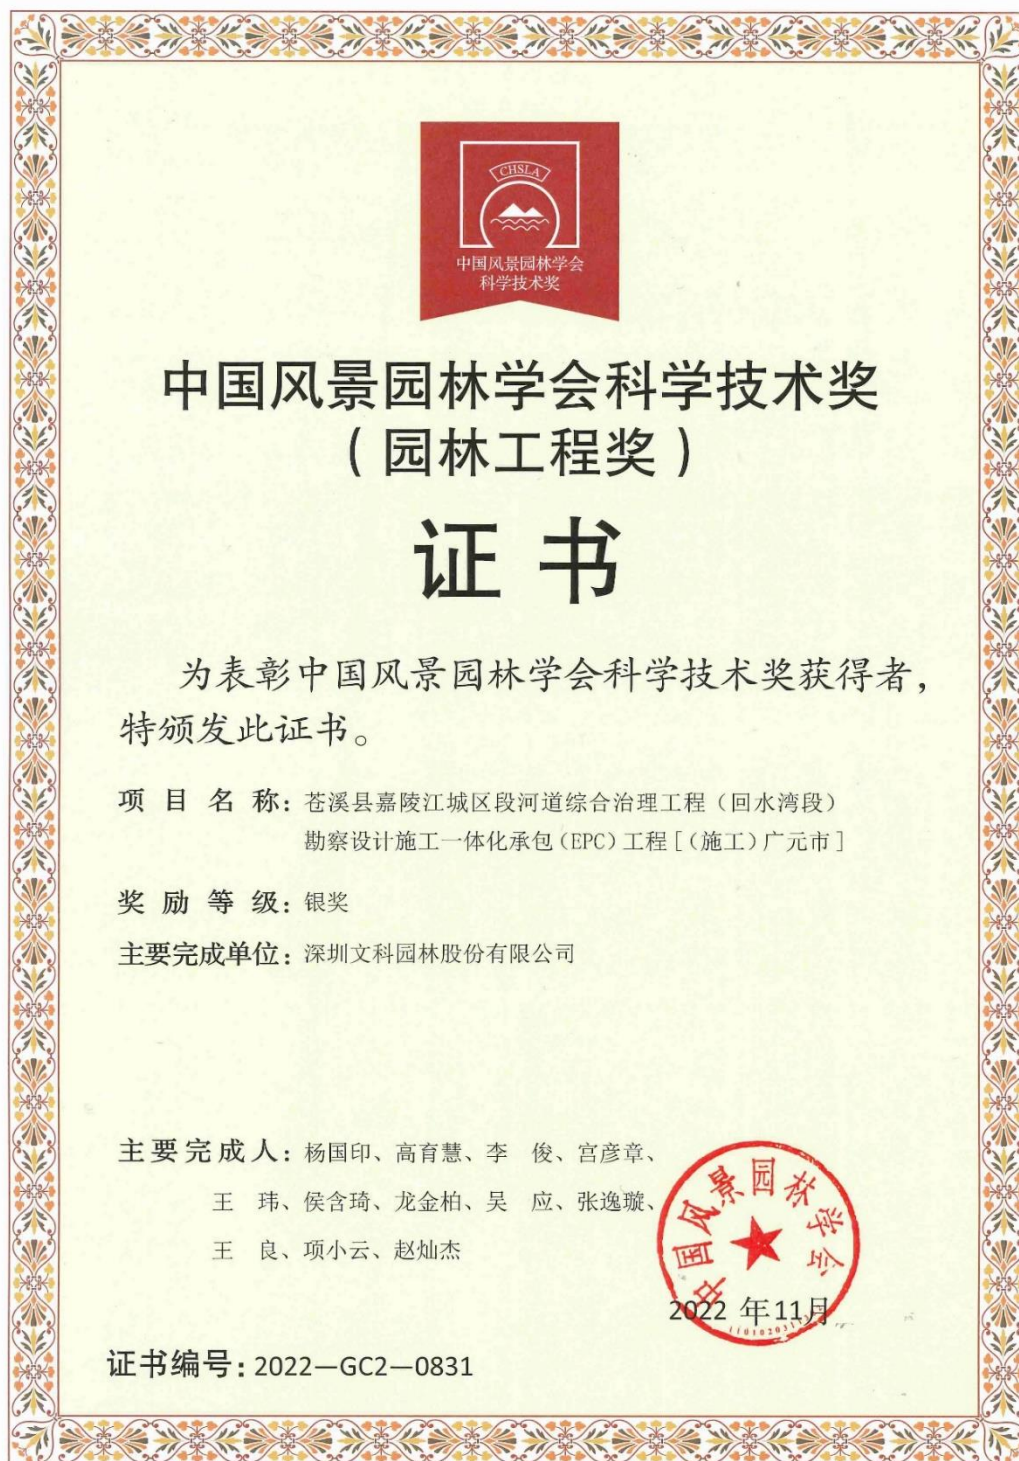 CHSLA
中国风景园林学会
科学技术奖
中国风景园林学会科学技术奖
（园林工程奖）
证书
为表彰中国风景园林学会科学技术奖获得者，
特颁发此证书。
项目名称：苍溪县嘉陵江城区段河道综合治理工程（回水湾段）
勘察设计施工一体化承包（EPC）工程［（施工）广元市］
奖励等级：银奖
主要完成单位：深圳文科园林股份有限公司
主要完成人：杨国印、高育慧、李　俊、宫彦章、
王　玮、侯含琦、龙金柏、吴　应、张逸璇、
王　良、项小云、赵灿杰
中国风景园林学会
2022 年11月
证书编号：2022—GC2—0831